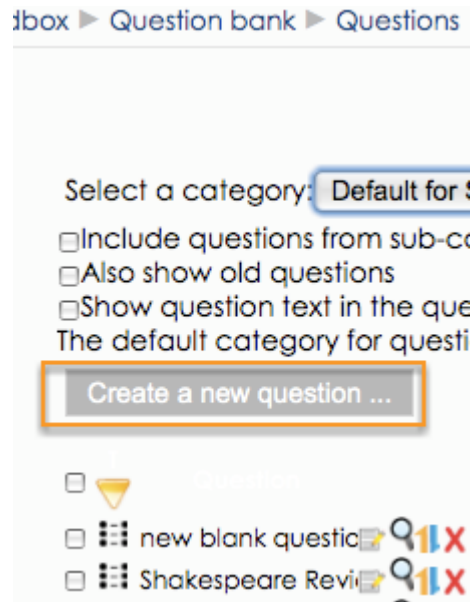 dbox ▶ Question bank ▶ Questions
Select a category: Default for S
Include questions from sub-ca
Also show old questions
Show question text in the que
The default category for questi
Create a new question ...
Question
new blank questic
Shakespeare Revi